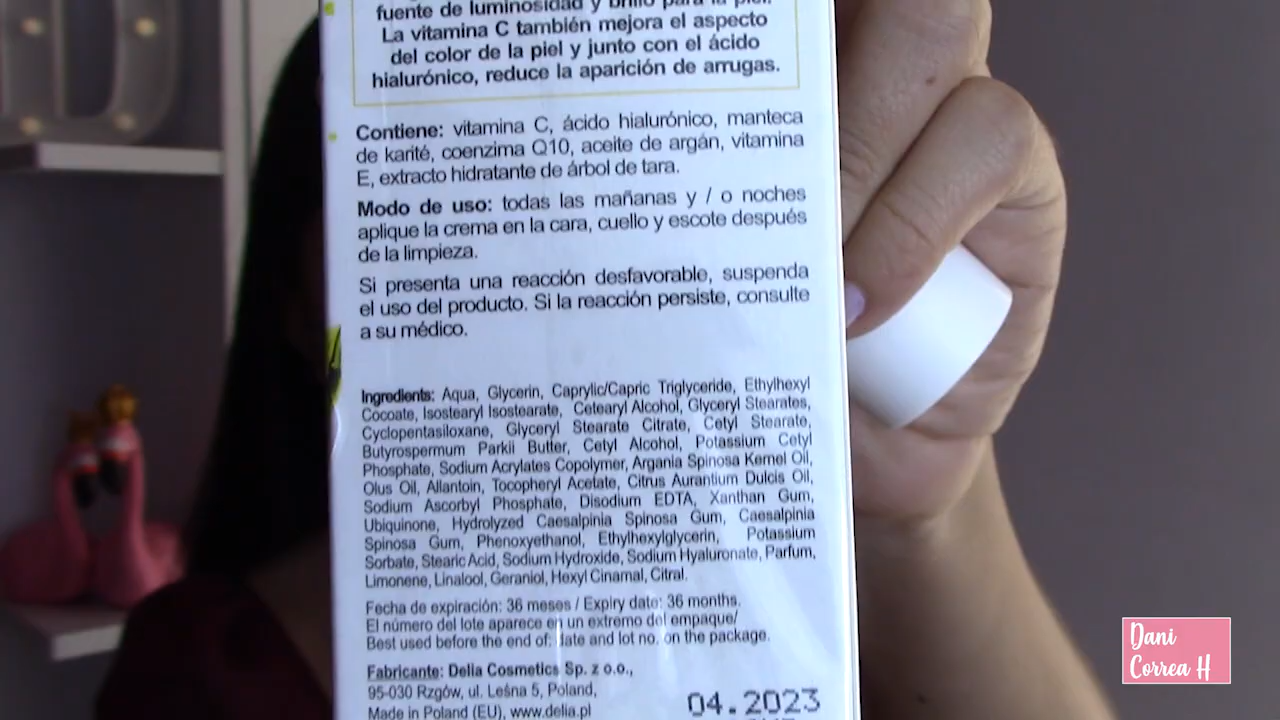 fuente de luminosidad y brillo para la piel.
La vitamina C también mejora el aspecto
del color de la piel y junto con el ácido
hialurónico, reduce la aparición de arrugas.
Contiene: vitamina C, ácido hialurónico, manteca
de karité, coenzima Q10, aceite de argán, vitamina
E, extracto hidratante de árbol de tara.
Modo de uso: todas las mañanas y / o noches
aplique la crema en la cara, cuello y escote después
de la limpieza.
Si presenta una reacción desfavorable, suspenda
el uso del producto. Si la reacción persiste, consulte
a su médico.
Ingredients: Aqua, Glycerin, Caprylic/Capric Triglyceride, Ethylhexyl
Cocoate, Isostearyl Isostearate, Cetearyl Alcohol, Glyceryl Stearates,
Cyclopentasiloxane, Glyceryl Stearate Citrate, Cetyl Stearate,
Butyrospermum Parkii Butter, Cetyl Alcohol, Potassium Cetyl
Phosphate, Sodium Acrylates Copolymer, Argania Spinosa Kernel Oil,
Olus Oil, Allantoin, Tocopheryl Acetate, Citrus Aurantium Dulcis Oil,
Sodium Ascorbyl Phosphate, Disodium EDTA, Xanthan Gum,
Ubiquinone, Hydrolyzed Caesalpinia Spinosa Gum, Caesalpinia
Spinosa Gum, Phenoxyethanol, Ethylhexylglycerin, Potassium
Sorbate, Stearic Acid, Sodium Hydroxide, Sodium Hyaluronate, Parfum,
Limonene, Linalool, Geraniol, Hexyl Cinamal, Citral.
Fecha de expiración: 36 meses / Expiry date: 36 months.
El número del lote aparece en un extremo del empaque/
Best used before the end of: date and lot no. on the package.
Fabricante: Delia Cosmetics Sp. z o.o.,
95-030 Rzgów, ul. Leśna 5, Poland,
Made in Poland (EU), www.delia.pl
04.2023
Dani
Correa H